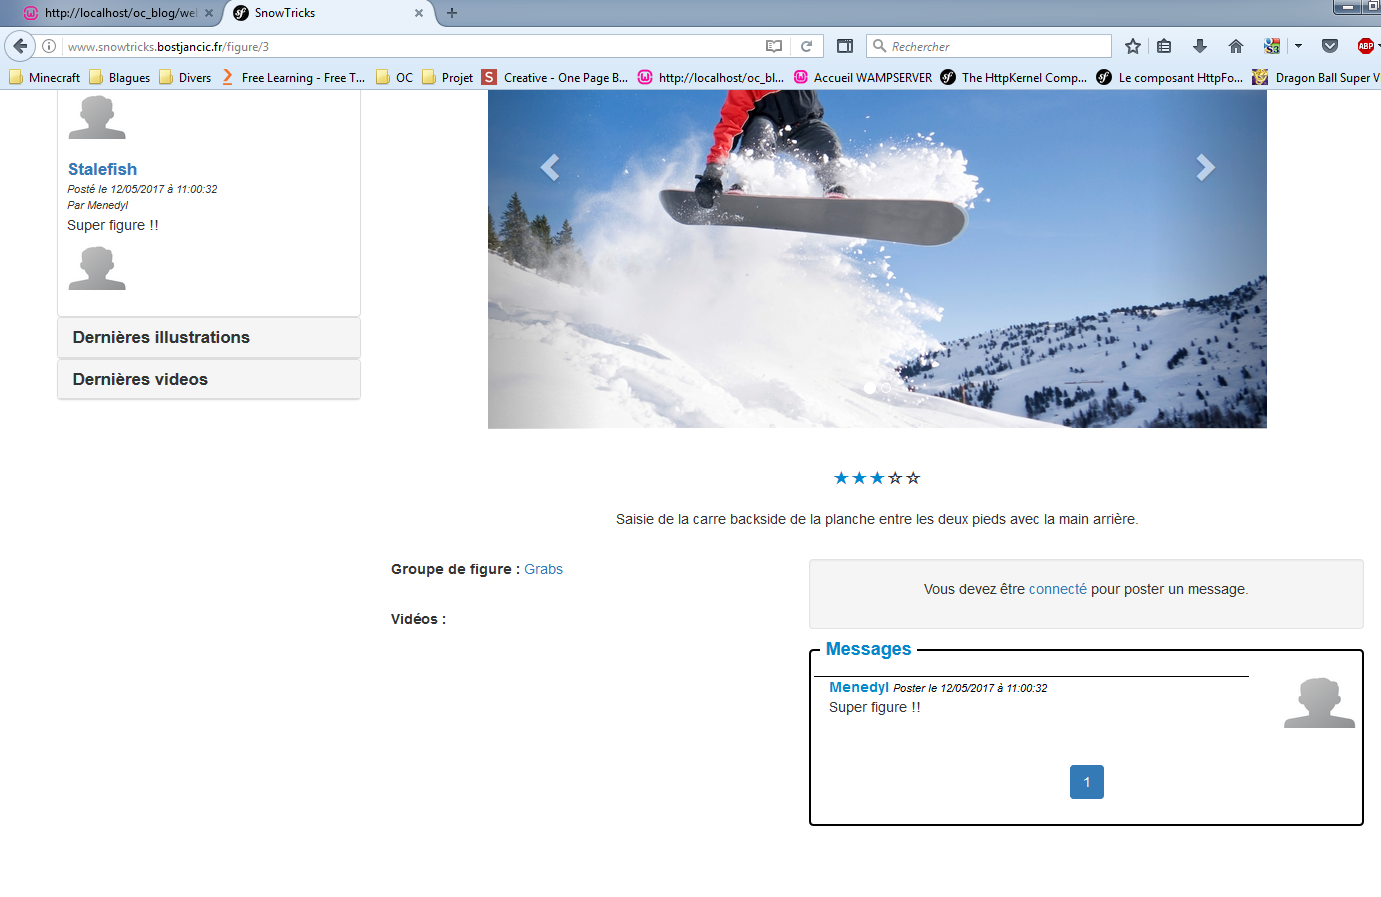 http://localhost/oc_blog/we
SnowTricks
www.snowtricks.bostjancic.fr/figure/3
Rechercher
ABP
Minecraft
Blagues
Divers
Free Learning - Free T...
OC
Projet
S
Creative - One Page B...
http://localhost/oc_bl...
Accueil WAMPSERVER
The HttpKernel Comp...
Le composant HttpFo...
Dragon Ball Super V
Stalefish
Posté le 12/05/2017 à 11:00:32
Par Menedyl
Super figure !!
Dernières illustrations
Dernières videos
Saisie de la carre backside de la planche entre les deux pieds avec la main arrière.
Groupe de figure : Grabs
Vidéos :
Vous devez être connecté pour poster un message.
Messages
Menedyl Poster le 12/05/2017 à 11:00:32
Super figure !!
1